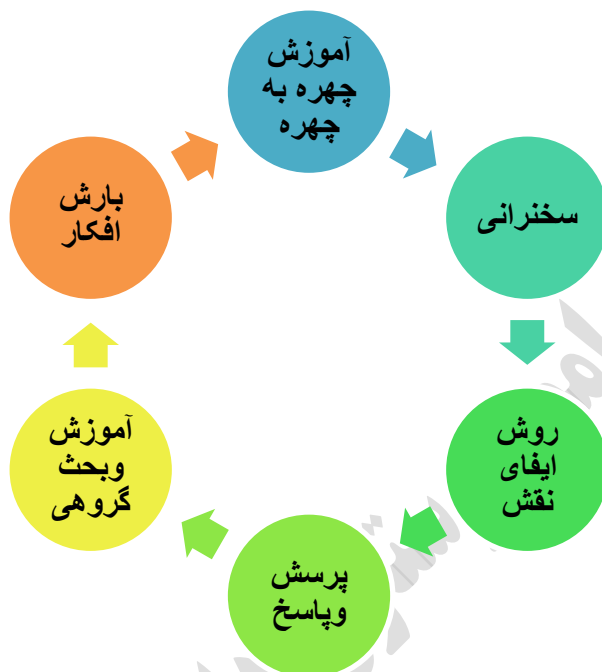 آموزش
چهره به
چهره
سخنرانی
روش
ایفای
نقش
پرسش
وپاسخ
آموزش
وبحث
گروهی
بارش
افکار